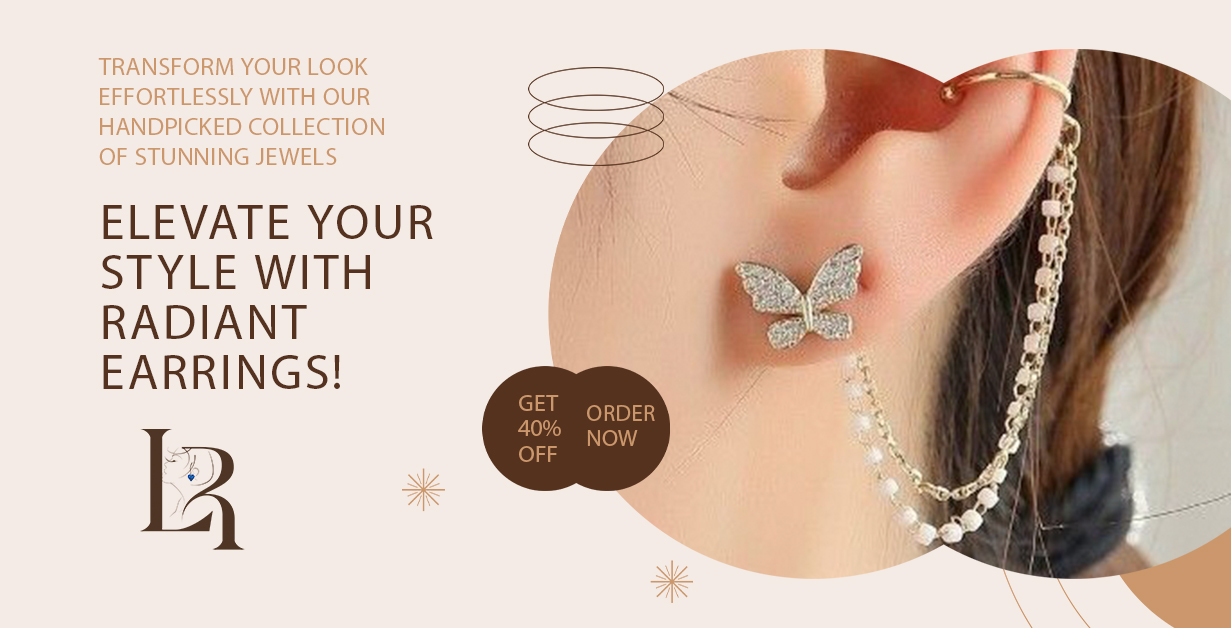 TRANSFORM YOUR LOOK
EFFORTLESSLY WITH OUR
HANDPICKED COLLECTION
OF STUNNING JEWELS
ELEVATE YOUR
STYLE WITH
RADIANT
EARRINGS!
GET
40%
OFF
ORDER
NOW
LR